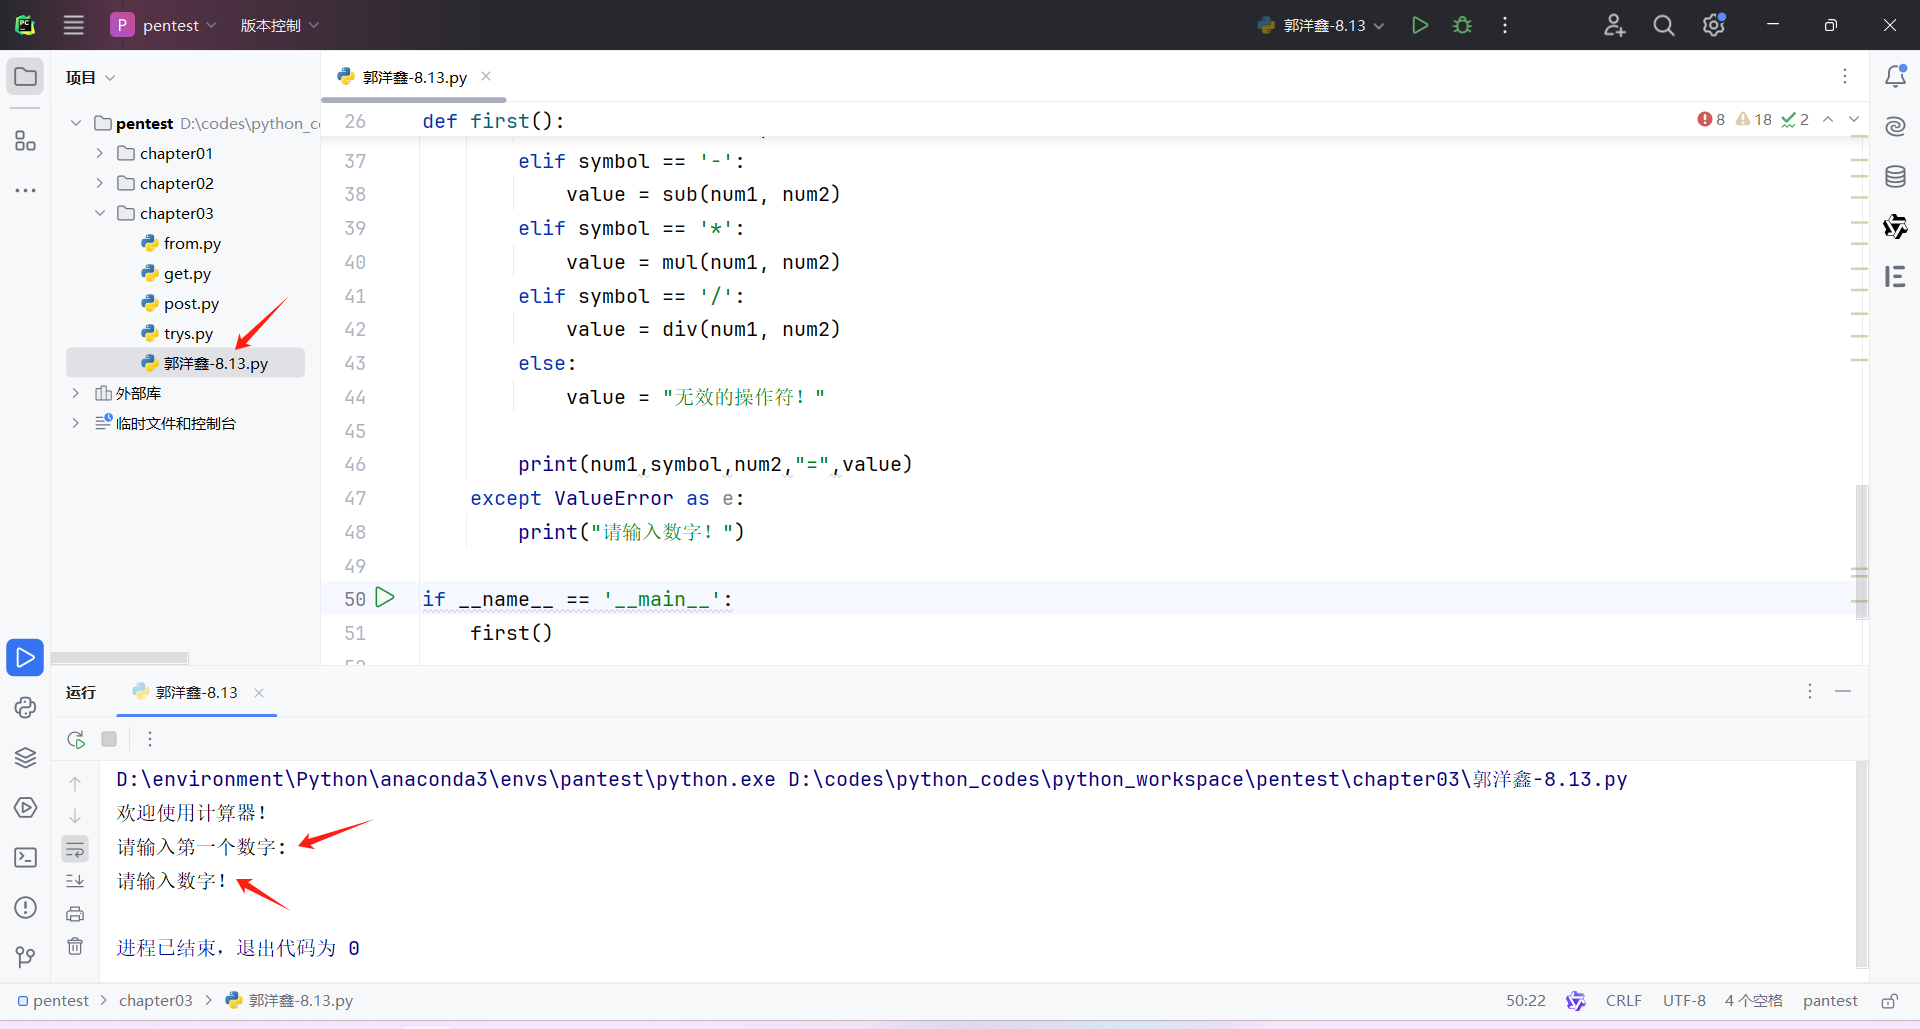 PC
P pentest 版本控制 郭洋鑫-8.13
项目
郭洋鑫-8.13.py
pentest D:\codes\python_c
chapter01
chapter02
chapter03
from.py
get.py
post.py
trys.py
郭洋鑫-8.13.py
外部库
临时文件和控制台
8 18 2
26 def first():
37 elif symbol == '-':
38 value = sub(num1, num2)
39 elif symbol == '*':
40 value = mul(num1, num2)
41 elif symbol == '/':
42 value = div(num1, num2)
43 else:
44 value = "无效的操作符！"
45
46 print(num1,symbol,num2,"=",value)
47 except ValueError as e:
48 print("请输入数字！")
49
50 if __name__ == '__main__':
51 first()
运行 郭洋鑫-8.13
D:\environment\Python\anaconda3\envs\pantest\python.exe D:\codes\python_codes\python_workspace\pentest\chapter03\郭洋鑫-8.13.py
欢迎使用计算器！
请输入第一个数字：
请输入数字！
进程已结束，退出代码为 0
pentest chapter03 郭洋鑫-8.13.py 50:22 CRLF UTF-8 4 个空格 pantest